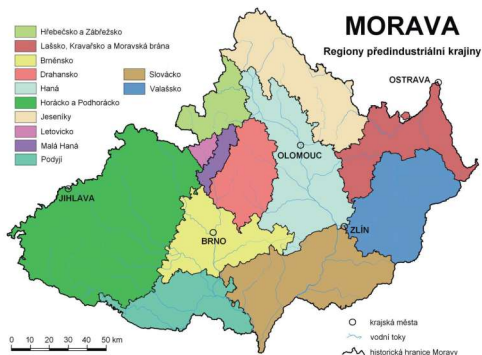 MORAVA
Regiony předindustriální krajiny
Hřebečsko a Zábřežsko
Lašsko, Kravařsko a Moravská brána
Brněnsko
Drahansko
Haná
Horácko a Podhorácko
Jeseníky
Letovicko
Malá Haná
Podyjí
Slovácko
Valašsko
OSTRAVA
OLOMOUC
JIHLAVA
ZLÍN
BRNO
krajská města
vodní toky
historická hranice Moravy
0 10 20 30 40 50 km